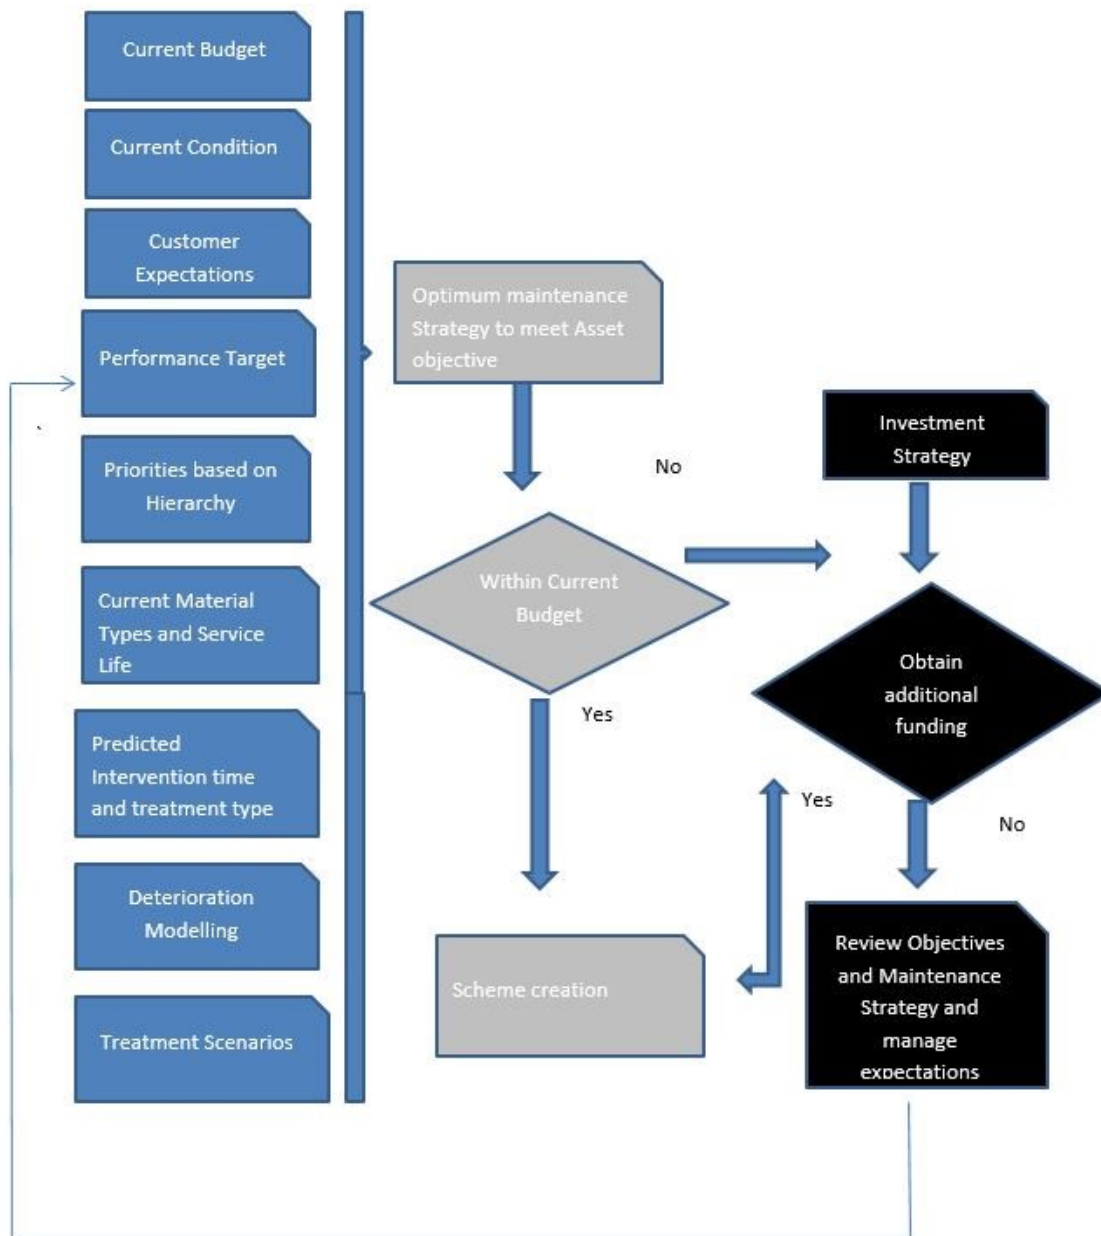 Current Budget
Current Condition
Customer
Expectations
Performance Target
Priorities based on
Hierarchy
Current Material
Types and Service
Life
Predicted
Intervention time
and treatment type
Deterioration
Modelling
Treatment Scenarios
Optimum maintenance
Strategy to meet Asset
objective
No
Within Current
Budget
Yes
Scheme creation
Investment
Strategy
Obtain
additional
funding
Yes
No
Review Objectives
and Maintenance
Strategy and
manage
expectations